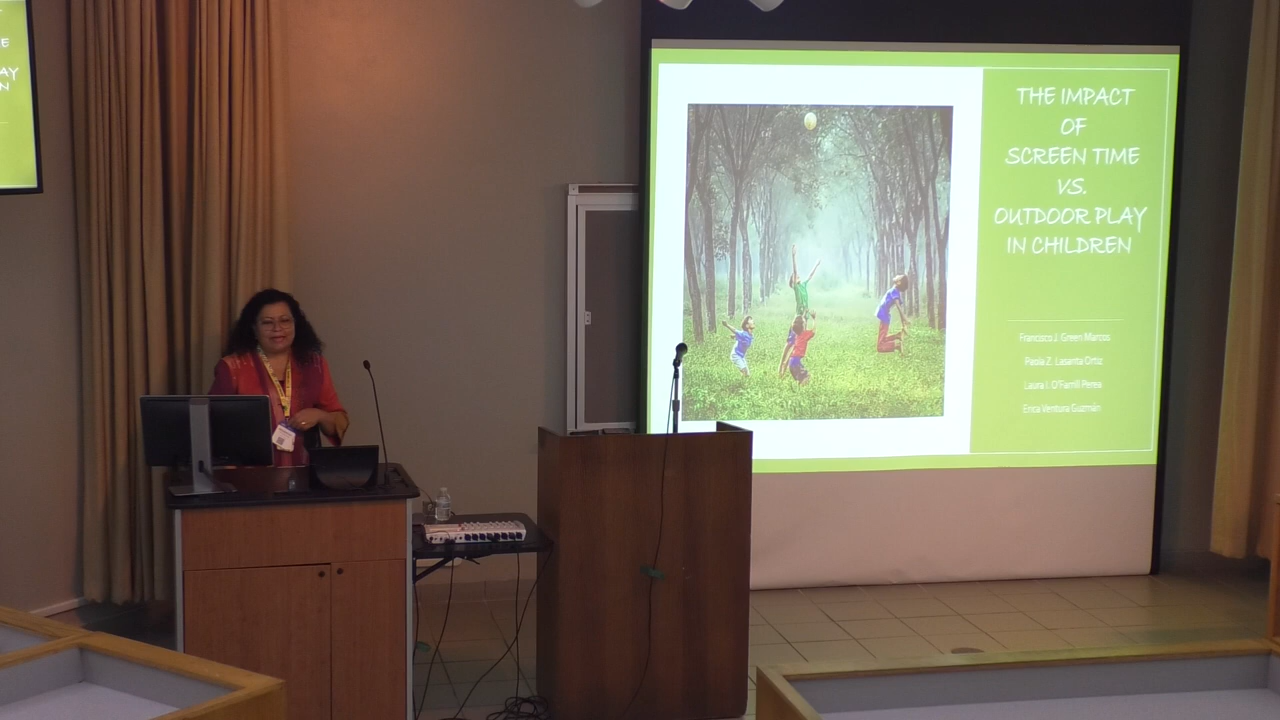 E
AY
N
THE IMPACT
OF
SCREEN TIME
VS.
OUTDOOR PLAY
IN CHILDREN
Francisco J. Green Marcos
Paola Z. Lasanta Ortiz
Laura I. O'Farrill Perea
Erica Ventura Guzmán